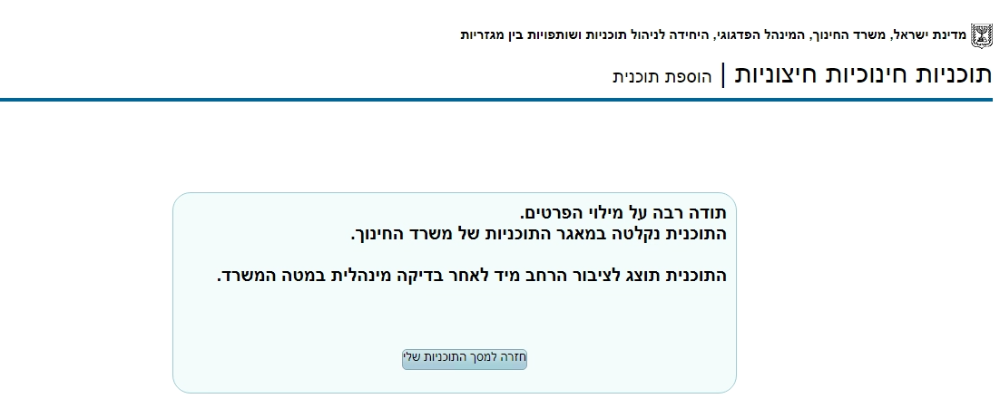 מדינת ישראל, משרד החינוך, המינהל הפדגוגי, היחידה לניהול תוכניות ושותפויות בין מגזריות
תוכניות חינוכיות חיצוניות | הוספת תוכנית
תודה רבה על מילוי הפרטים.
התוכנית נקלטה במאגר התוכניות של משרד החינוך.
התוכנית תוצג לציבור הרחב מיד לאחר בדיקה מינהלית במטה המשרד.
חזרה למסך התוכניות שלי